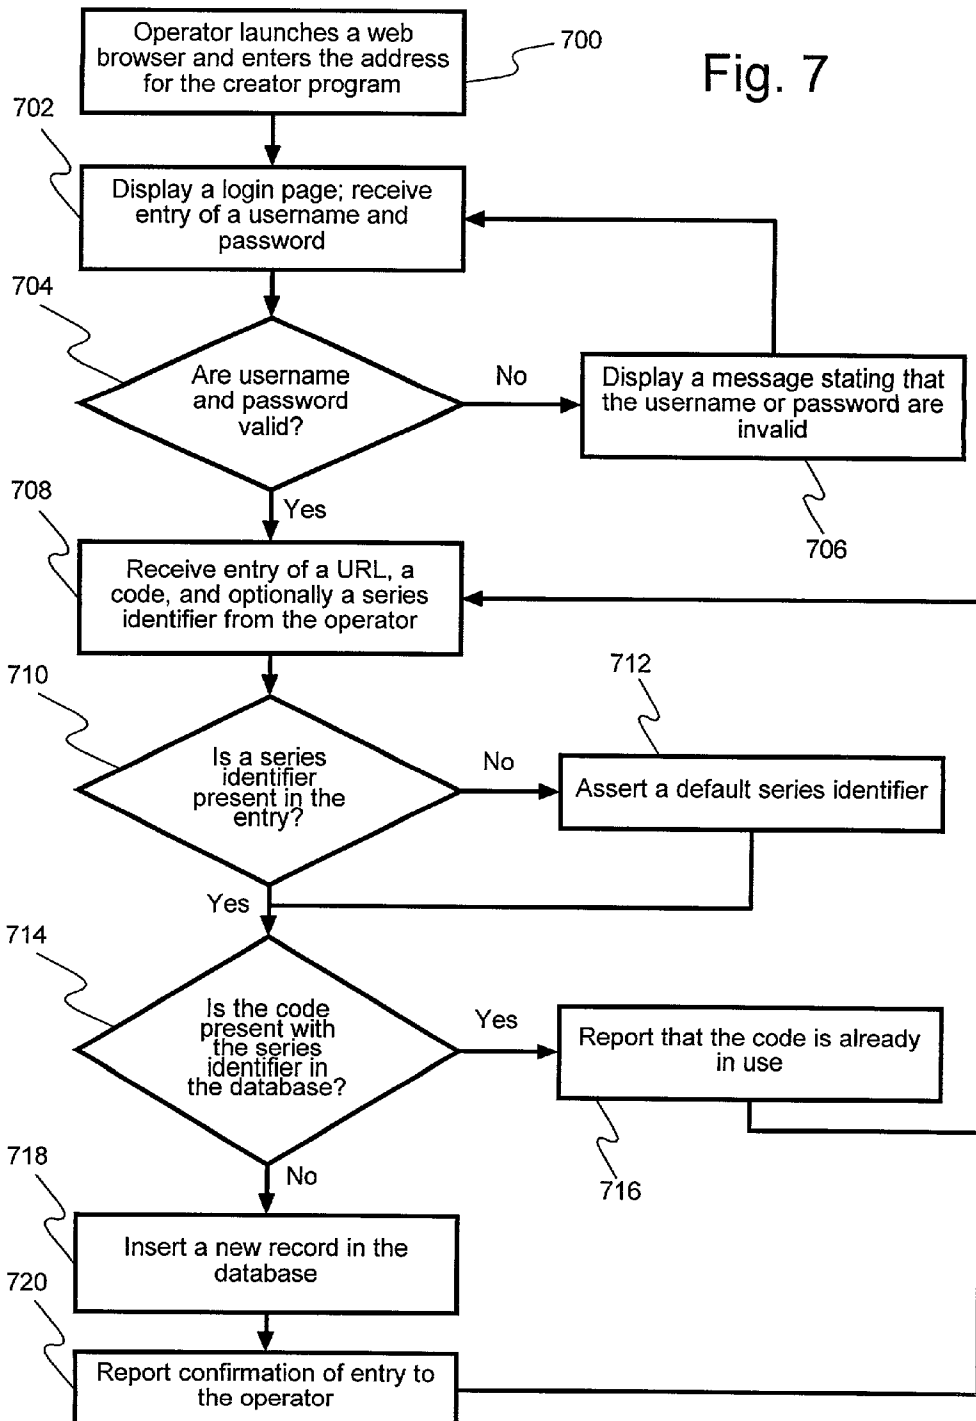 Operator launches a web
browser and enters the address
for the creator program
700
Fig. 7
702
Display a login page; receive
entry of a username and
password
704
Are username
and password
valid?
No
Display a message stating that
the username or password are
invalid
706
Yes
708
Receive entry of a URL, a
code, and optionally a series
identifier from the operator
710
Is a series
identifier
present in the
entry?
No
712
Assert a default series identifier
Yes
714
Is the code
present with
the series
identifier in
the database?
Yes
Report that the code is already
in use
716
No
718
Insert a new record in the
database
720
Report confirmation of entry to
the operator